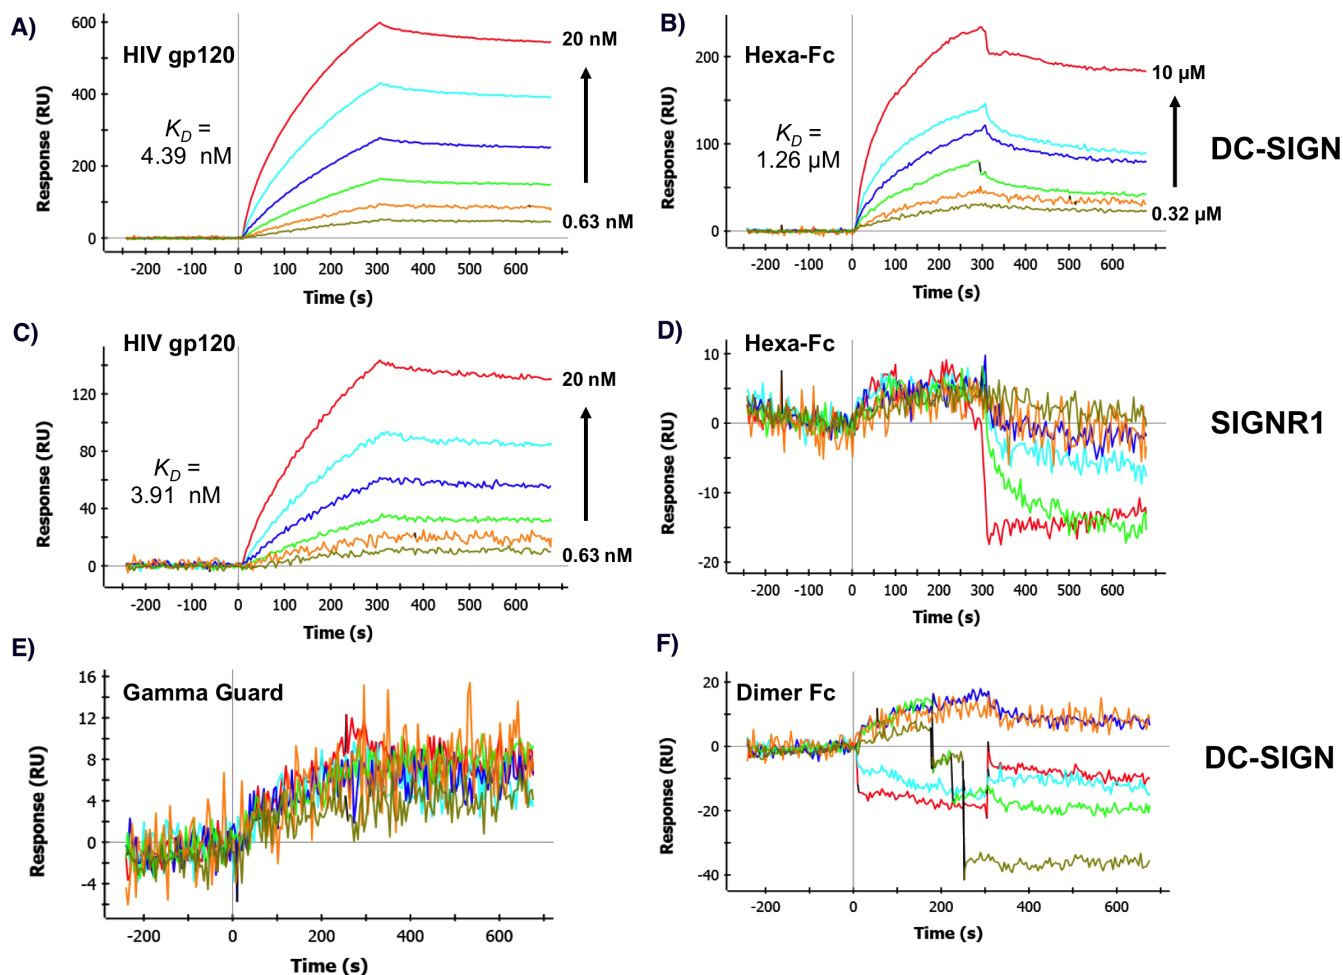 A)
HIV gp120
K_D =
4.39 nM
20 nM
0.63 nM
Response (RU)
600
400
200
0
-200 -100 0 100 200 300 400 500 600
Time (s)
B)
Hexa-Fc
K_D =
1.26 µM
10 µM
0.32 µM
Response (RU)
200
100
0
-200 -100 0 100 200 300 400 500 600
Time (s)
DC-SIGN
C)
HIV gp120
K_D =
3.91 nM
20 nM
0.63 nM
Response (RU)
120
80
40
0
-200 -100 0 100 200 300 400 500 600
Time (s)
D)
Hexa-Fc
Response (RU)
10
0
-10
-20
-200 -100 0 100 200 300 400 500 600
Time (s)
SIGNR1
E)
Gamma Guard
Response (RU)
16
12
8
4
0
-4
-200 0 200 400 600
Time (s)
F)
Dimer Fc
Response (RU)
20
0
-20
-40
-200 0 200 400 600
Time (s)
DC-SIGN